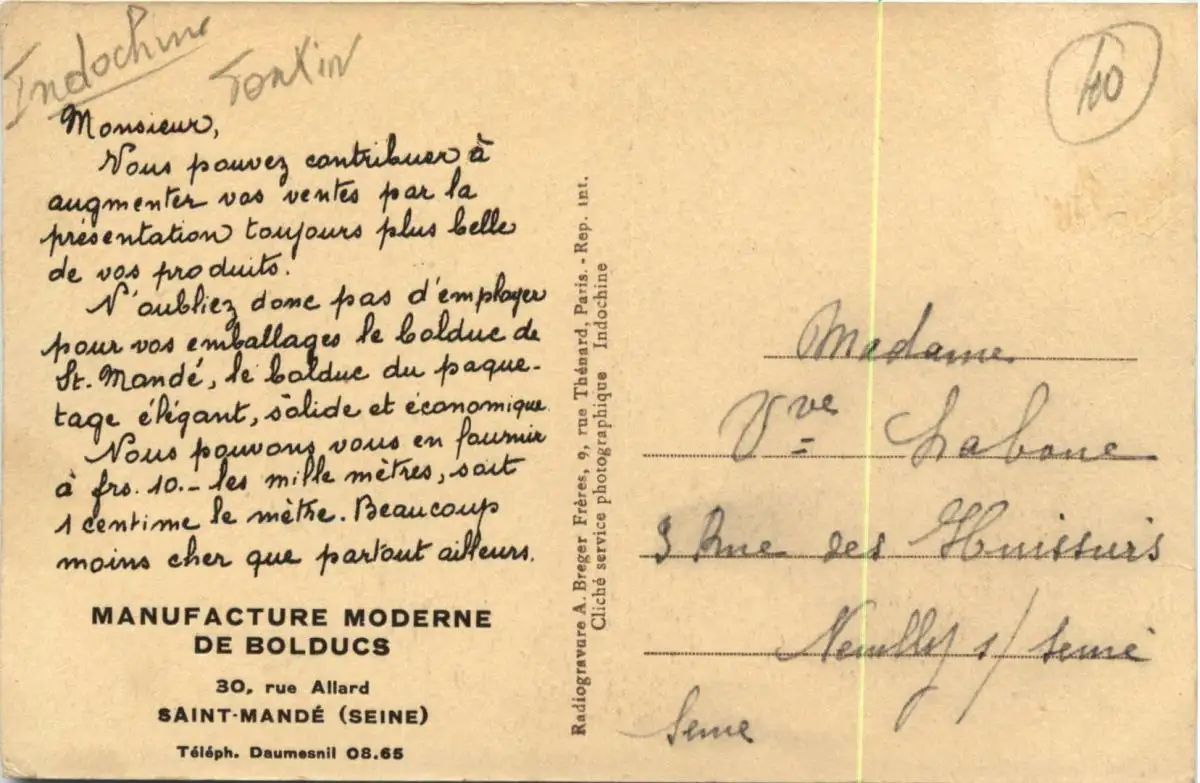 Indochine
Tonkin
40
Monsieur,
Vous pouvez contribuer à
augmenter vos ventes par la
présentation toujours plus belle
de vos produits.
N'oubliez donc pas d'employer
pour vos emballages le bolduc de
St. Mandé, le bolduc du paque-
tage élégant, solide et économique
Nous pouvons vous en fournir
à frs. 10.- les mille mètres, soit
1 centime le mètre. Beaucoup
moins cher que partout ailleurs.
MANUFACTURE MODERNE
DE BOLDUCS
30, rue Allard
SAINT-MANDÉ (SEINE)
Téléph. Daumesnil 08.65
Radiogravure A. Breger Frères, 9, rue Thénard, Paris. - Rep. int.
Cliché service photographique Indochine
Madame
Vve Labone
3 Rue des Huissiers
Neuilly s/ Seine
Seine